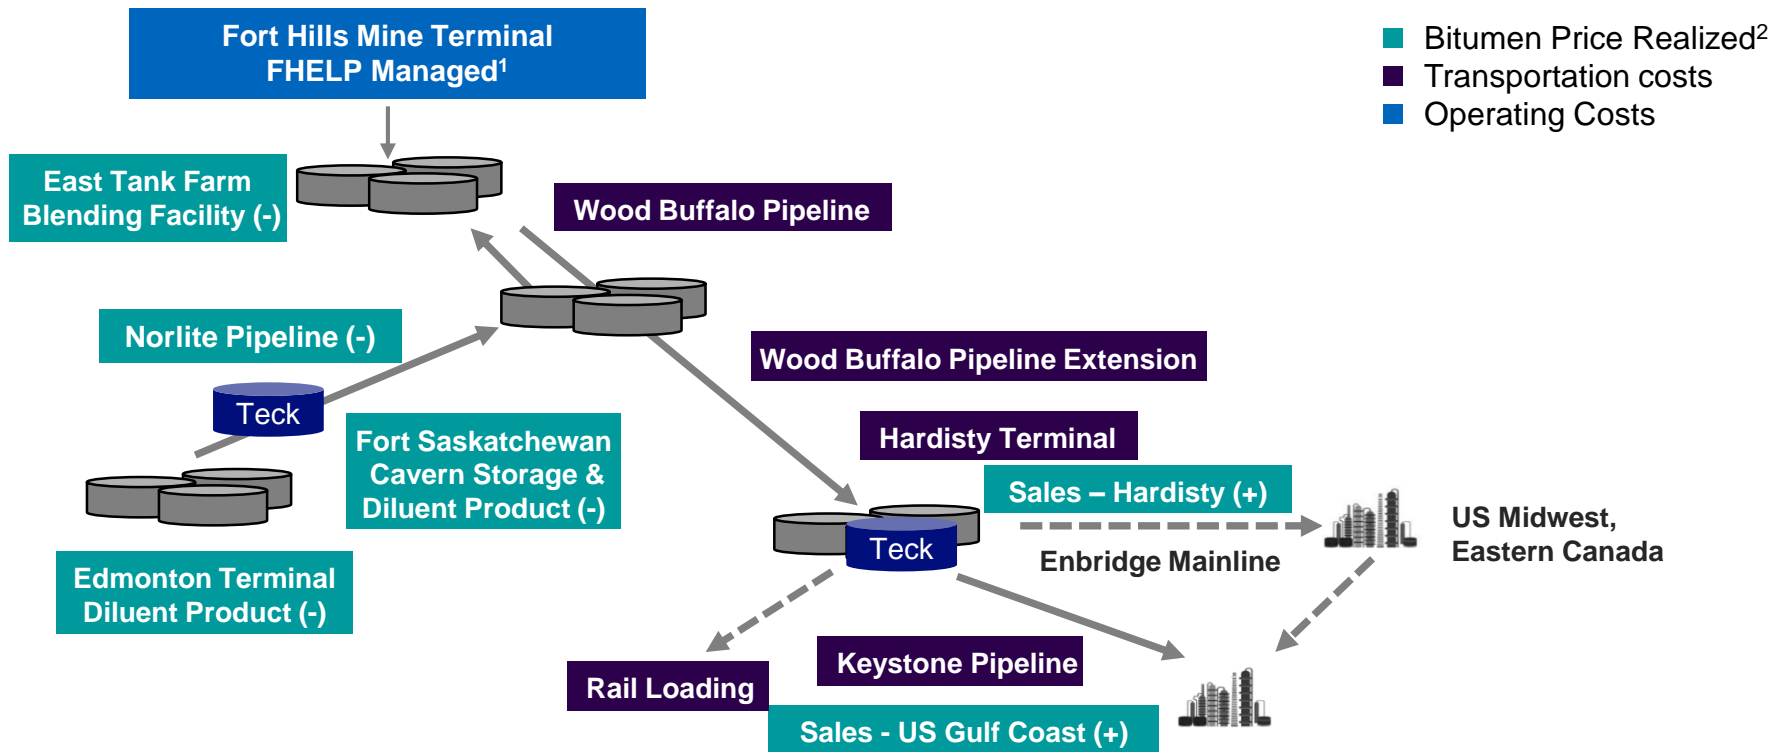 Fort Hills Mine Terminal
FHELP Managed¹
Bitumen Price Realized²
Transportation costs
Operating Costs
East Tank Farm
Blending Facility (-)
Wood Buffalo Pipeline
Norlite Pipeline (-)
Wood Buffalo Pipeline Extension
Teck
Fort Saskatchewan
Cavern Storage &
Diluent Product (-)
Hardisty Terminal
Sales – Hardisty (+)
Teck
Enbridge Mainline
US Midwest,
Eastern Canada
Edmonton Terminal
Diluent Product (-)
Keystone Pipeline
Rail Loading
Sales - US Gulf Coast (+)